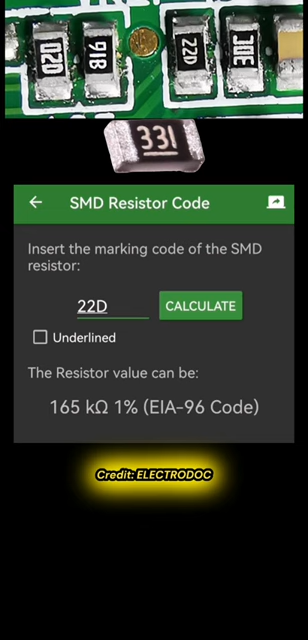 02D
91B
22D
30E
331
SMD Resistor Code
Insert the marking code of the SMD
resistor:
22D
CALCULATE
Underlined
The Resistor value can be:
165 kΩ 1% (EIA-96 Code)
Credit: ELECTRODOC